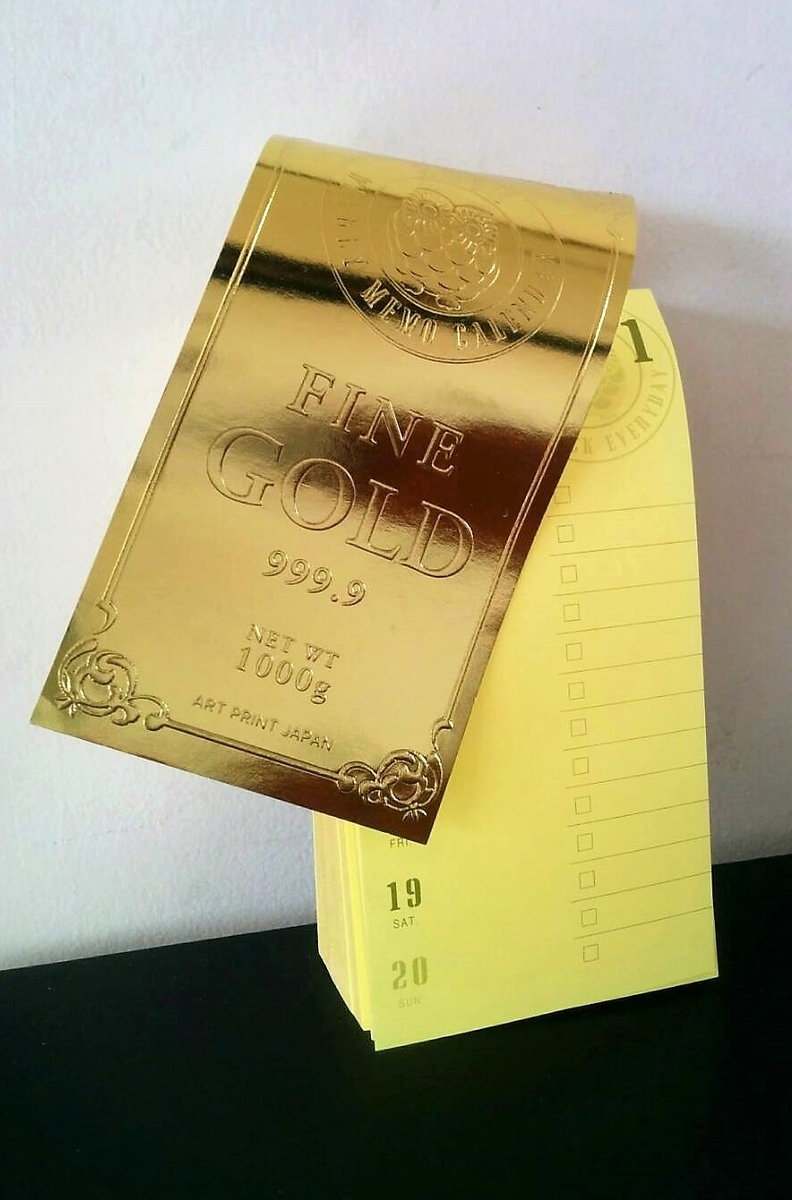 MEMO CALENDAR
FINE
GOLD
999.9
NET WT
1000g
ART PRINT JAPAN
1
EVERYDAY
FRI.
19
SAT.
20
SUN